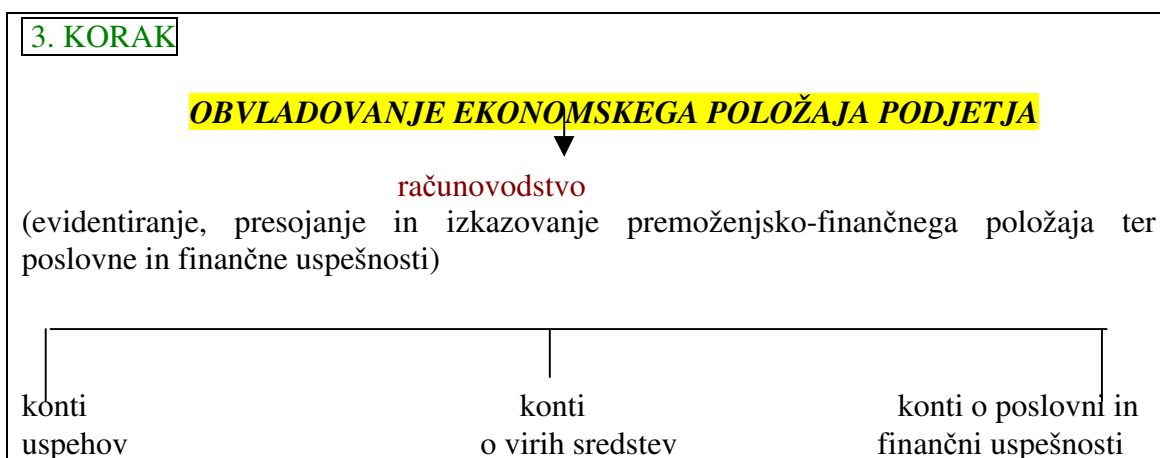 3. KORAK
OBVLADOVANJE EKONOMSKEGA POLOŽAJA PODJETJA
računovodstvo
(evidentiranje, presojanje in izkazovanje premoženjsko-finančnega položaja ter
poslovne in finančne uspešnosti)
konti konti konti o poslovni in
uspehov o virih sredstev finančni uspešnosti